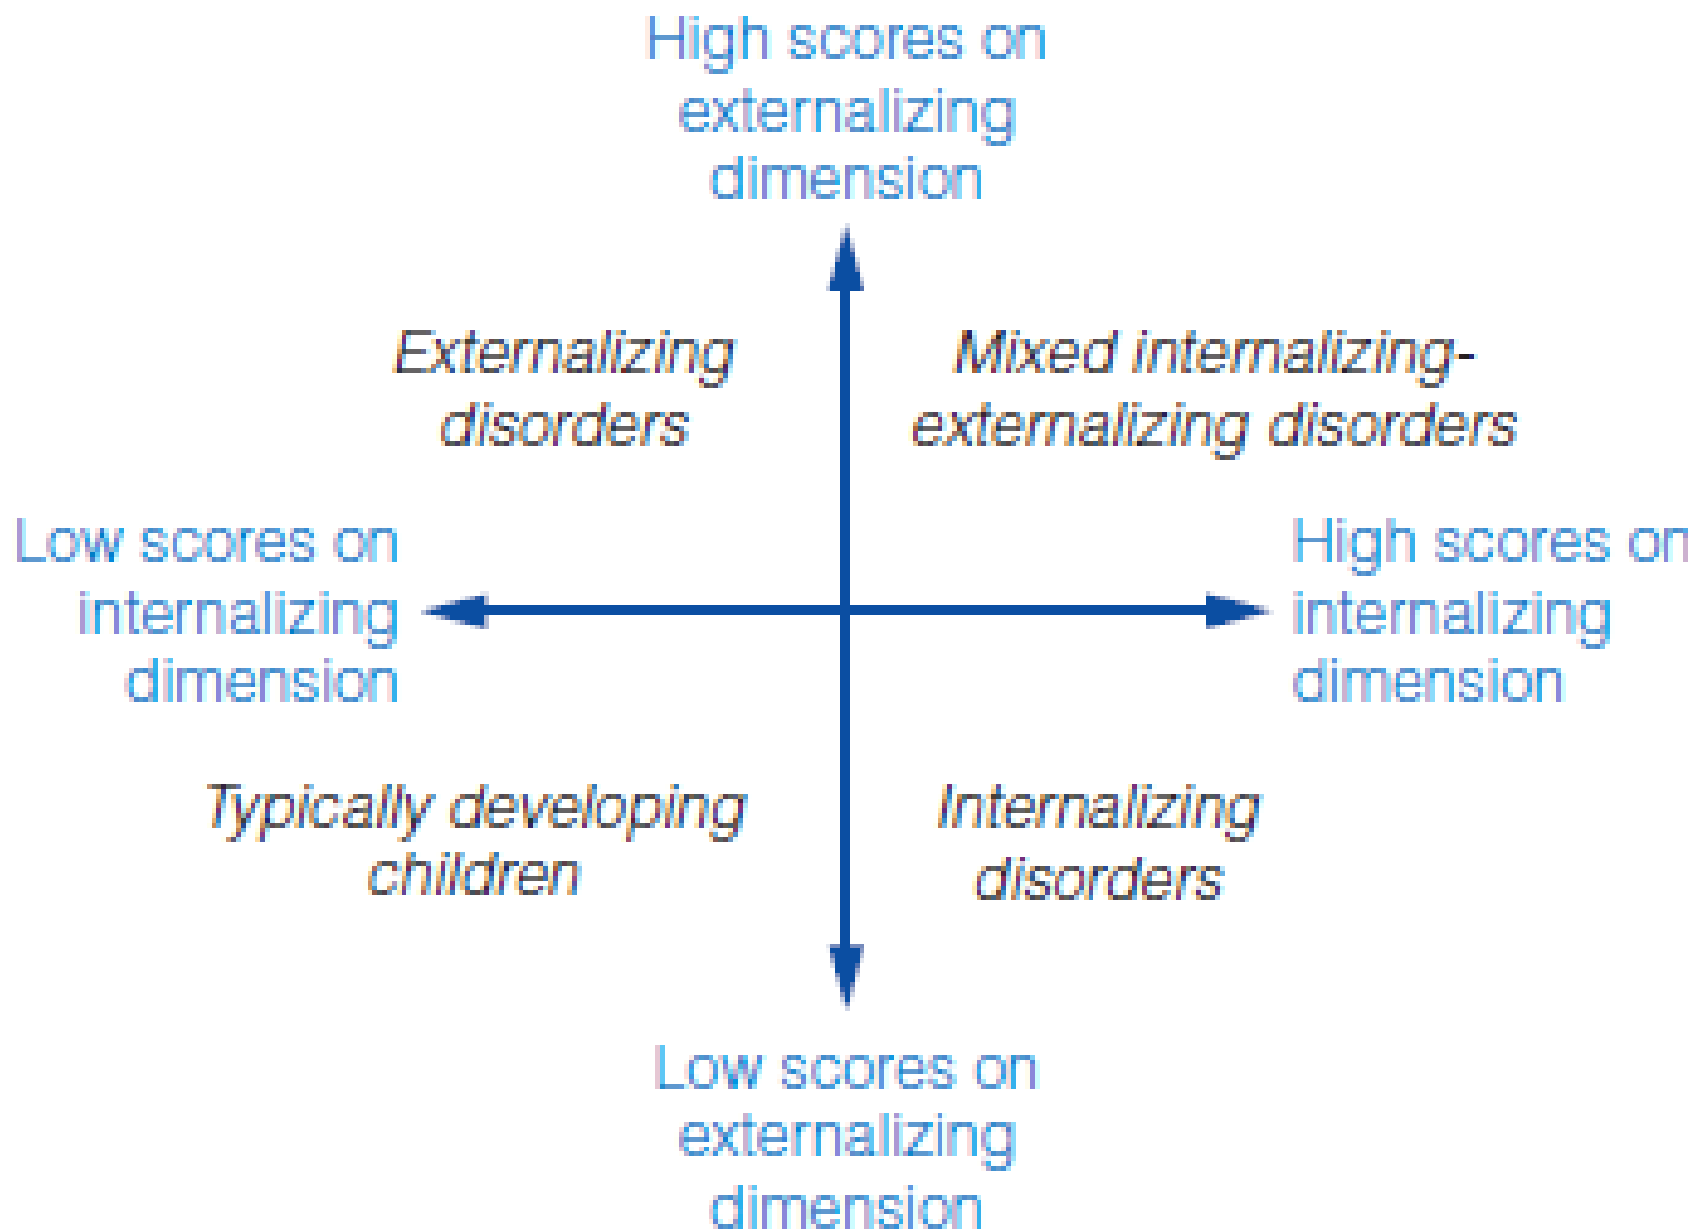 High scores on
externalizing
dimension
Externalizing
disorders
Mixed internalizing-
externalizing disorders
Low scores on
internalizing
dimension
High scores on
internalizing
dimension
Typically developing
children
Internalizing
disorders
Low scores on
externalizing
dimension